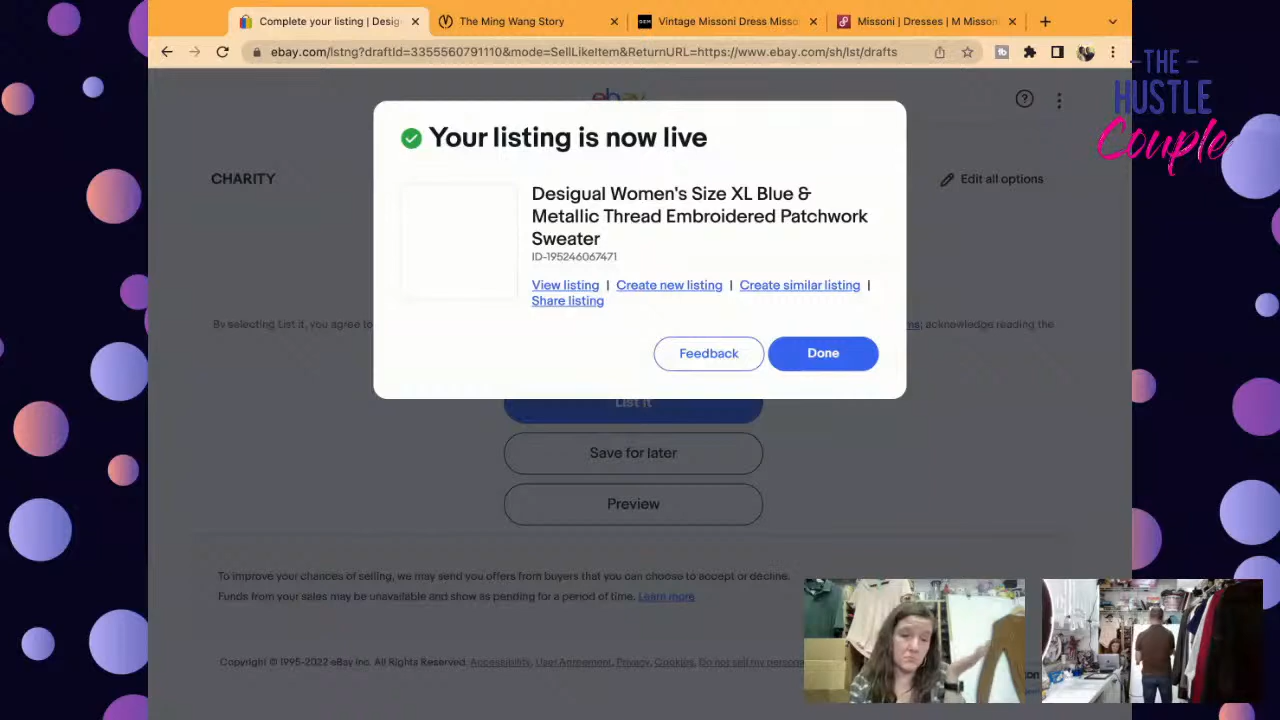 Complete your listing | Desig
The Ming Wang Story
Vintage Missoni Dress Misso
Missoni | Dresses | M Misson
ebay.com/lstng?draftId=3355560791110&mode=SellLikeItem&ReturnURL=https://www.ebay.com/sh/lst/drafts
-THE-
HUSTLE
Couple
ebay
Your listing is now live
CHARITY
Edit all options
Desigual Women's Size XL Blue &
Metallic Thread Embroidered Patchwork
Sweater
ID-195246067471
View listing | Create new listing | Create similar listing |
Share listing
By selecting List it, you agree to
acknowledge reading the
Feedback
Done
List it
Save for later
Preview
To improve your chances of selling, we may send you offers from buyers that you can choose to accept or decline.
Funds from your sales may be unavailable and show as pending for a period of time. Learn more
Copyright © 1995-2022 eBay Inc. All Rights Reserved. Accessibility, User Agreement, Privacy, Cookies, Do not sell my persona